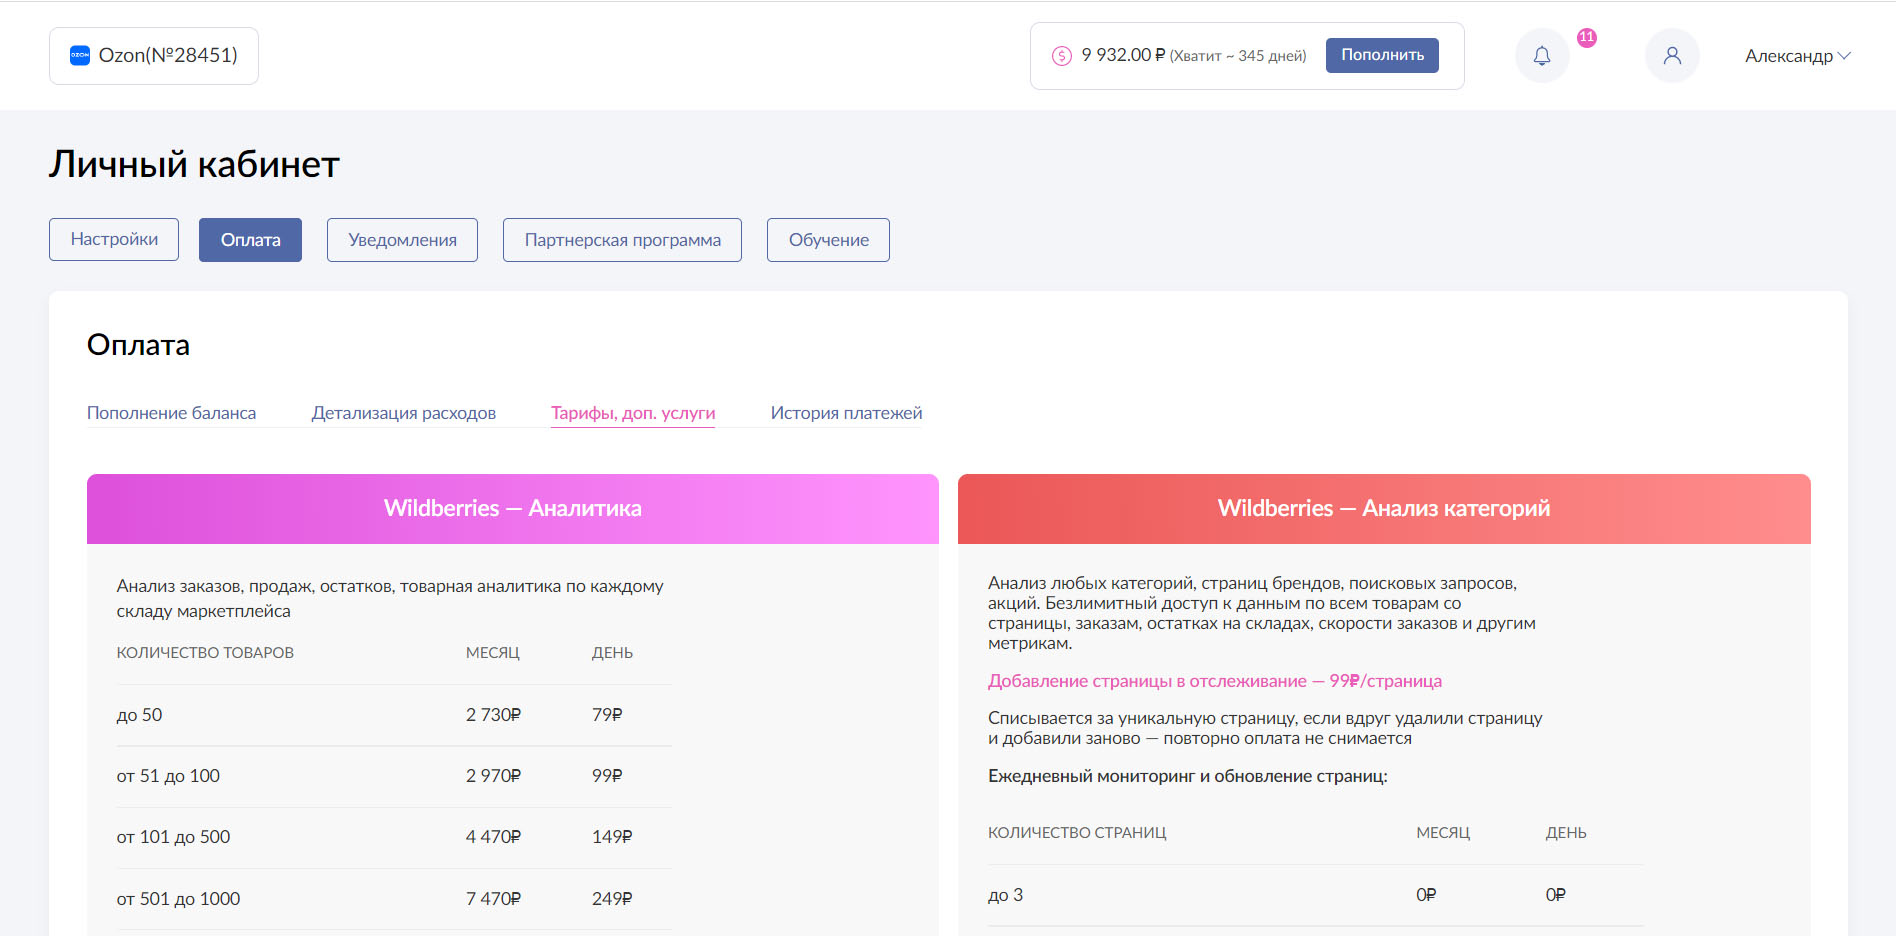 OZON Ozon(№28451)
9 932.00 ₽ (Хватит ~ 345 дней) Пополнить
11
Александр
Личный кабинет
Настройки Оплата Уведомления Партнерская программа Обучение
Оплата
Пополнение баланса Детализация расходов Тарифы, доп. услуги История платежей
Wildberries — Аналитика
Анализ заказов, продаж, остатков, товарная аналитика по каждому
складу маркетплейса
КОЛИЧЕСТВО ТОВАРОВ МЕСЯЦ ДЕНЬ
до 50 2 730₽ 79₽
от 51 до 100 2 970₽ 99₽
от 101 до 500 4 470₽ 149₽
от 501 до 1000 7 470₽ 249₽
Wildberries — Анализ категорий
Анализ любых категорий, страниц брендов, поисковых запросов,
акций. Безлимитный доступ к данным по всем товарам со
страницы, заказам, остатках на складах, скорости заказов и другим
метрикам.
Добавление страницы в отслеживание — 99₽/страница
Списывается за уникальную страницу, если вдруг удалили страницу
и добавили заново — повторно оплата не снимается
Ежедневный мониторинг и обновление страниц:
КОЛИЧЕСТВО СТРАНИЦ МЕСЯЦ ДЕНЬ
до 3 0₽ 0₽